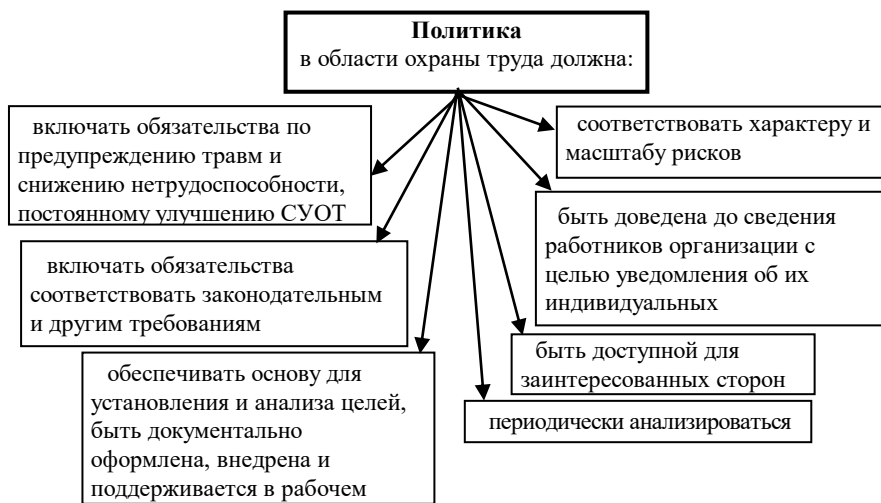 Политика
в области охраны труда должна:
включать обязательства по
предупреждению травм и
снижению нетрудоспособности,
постоянному улучшению СУОТ
соответствовать характеру и
масштабу рисков
включать обязательства
соответствовать законодательным
и другим требованиям
быть доведена до сведения
работников организации с
целью уведомления об их
индивидуальных
обеспечивать основу для
установления и анализа целей,
быть документально
оформлена, внедрена и
поддерживается в рабочем
быть доступной для
заинтересованных сторон
периодически анализироваться